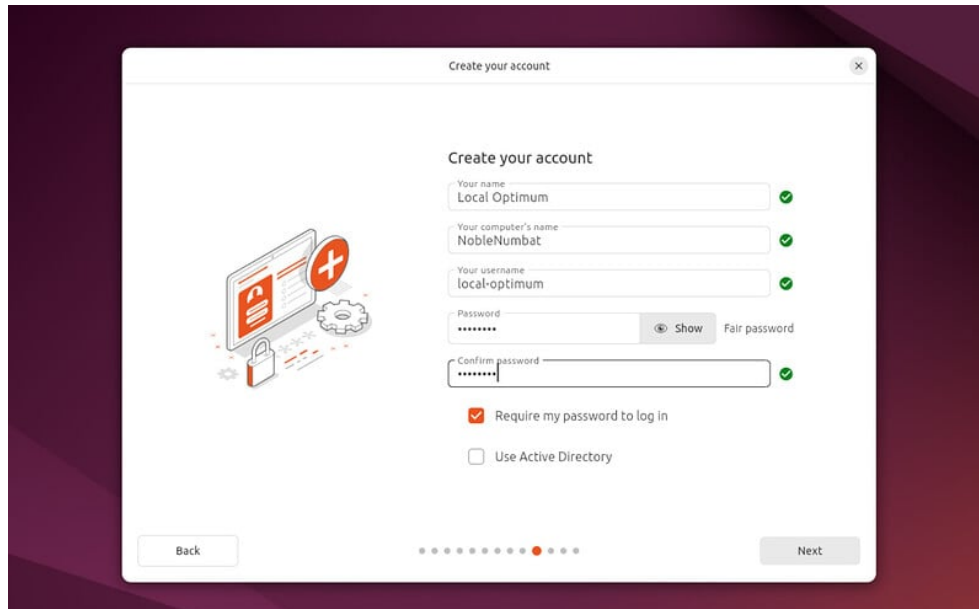 Create your account
Create your account
Your name
Local Optimum
Your computer's name
NobleNumbat
Your username
local-optimum
Password
•••••••• Show Fair password
Confirm password
••••••••
Require my password to log in
Use Active Directory
Back Next